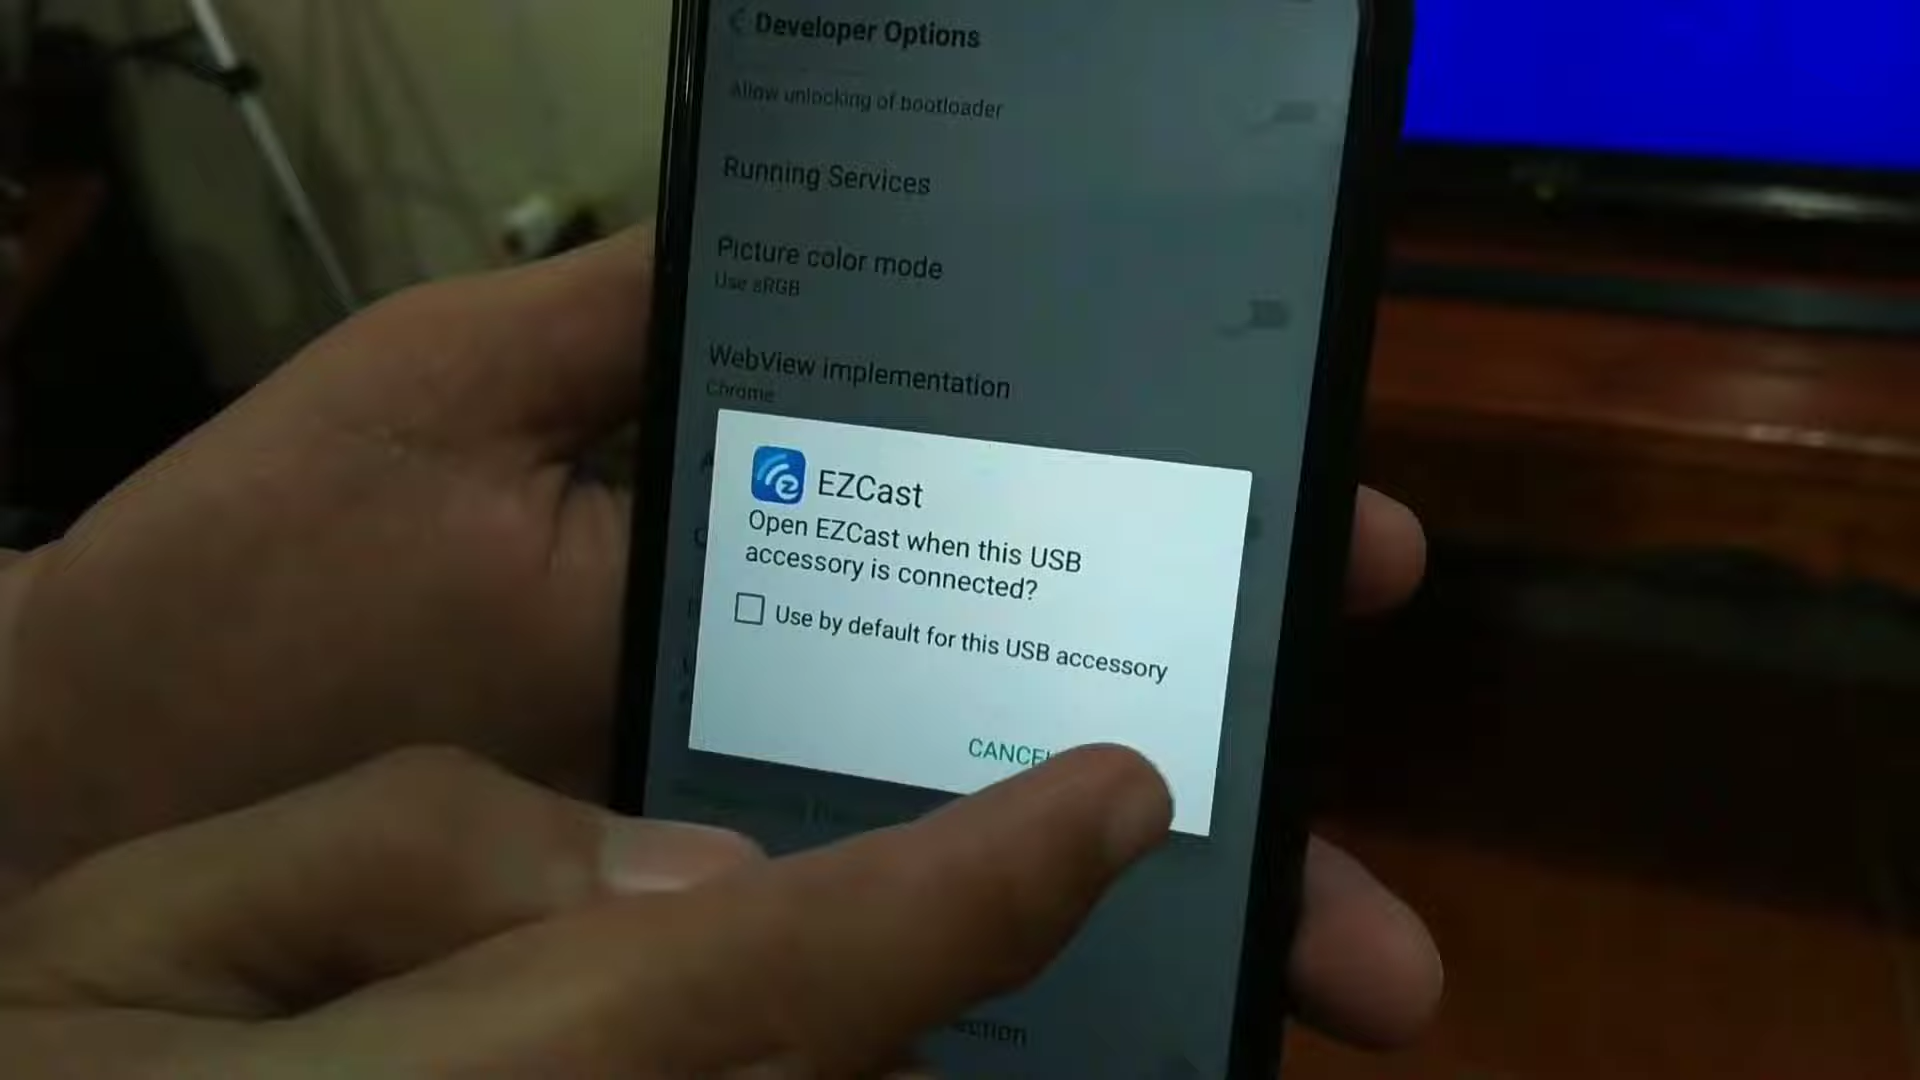 Developer Options
Allow unlocking of bootloader
Running Services
Picture color mode
Use sRGB
WebView implementation
Chrome
EZCast
Open EZCast when this USB
accessory is connected?
Use by default for this USB accessory